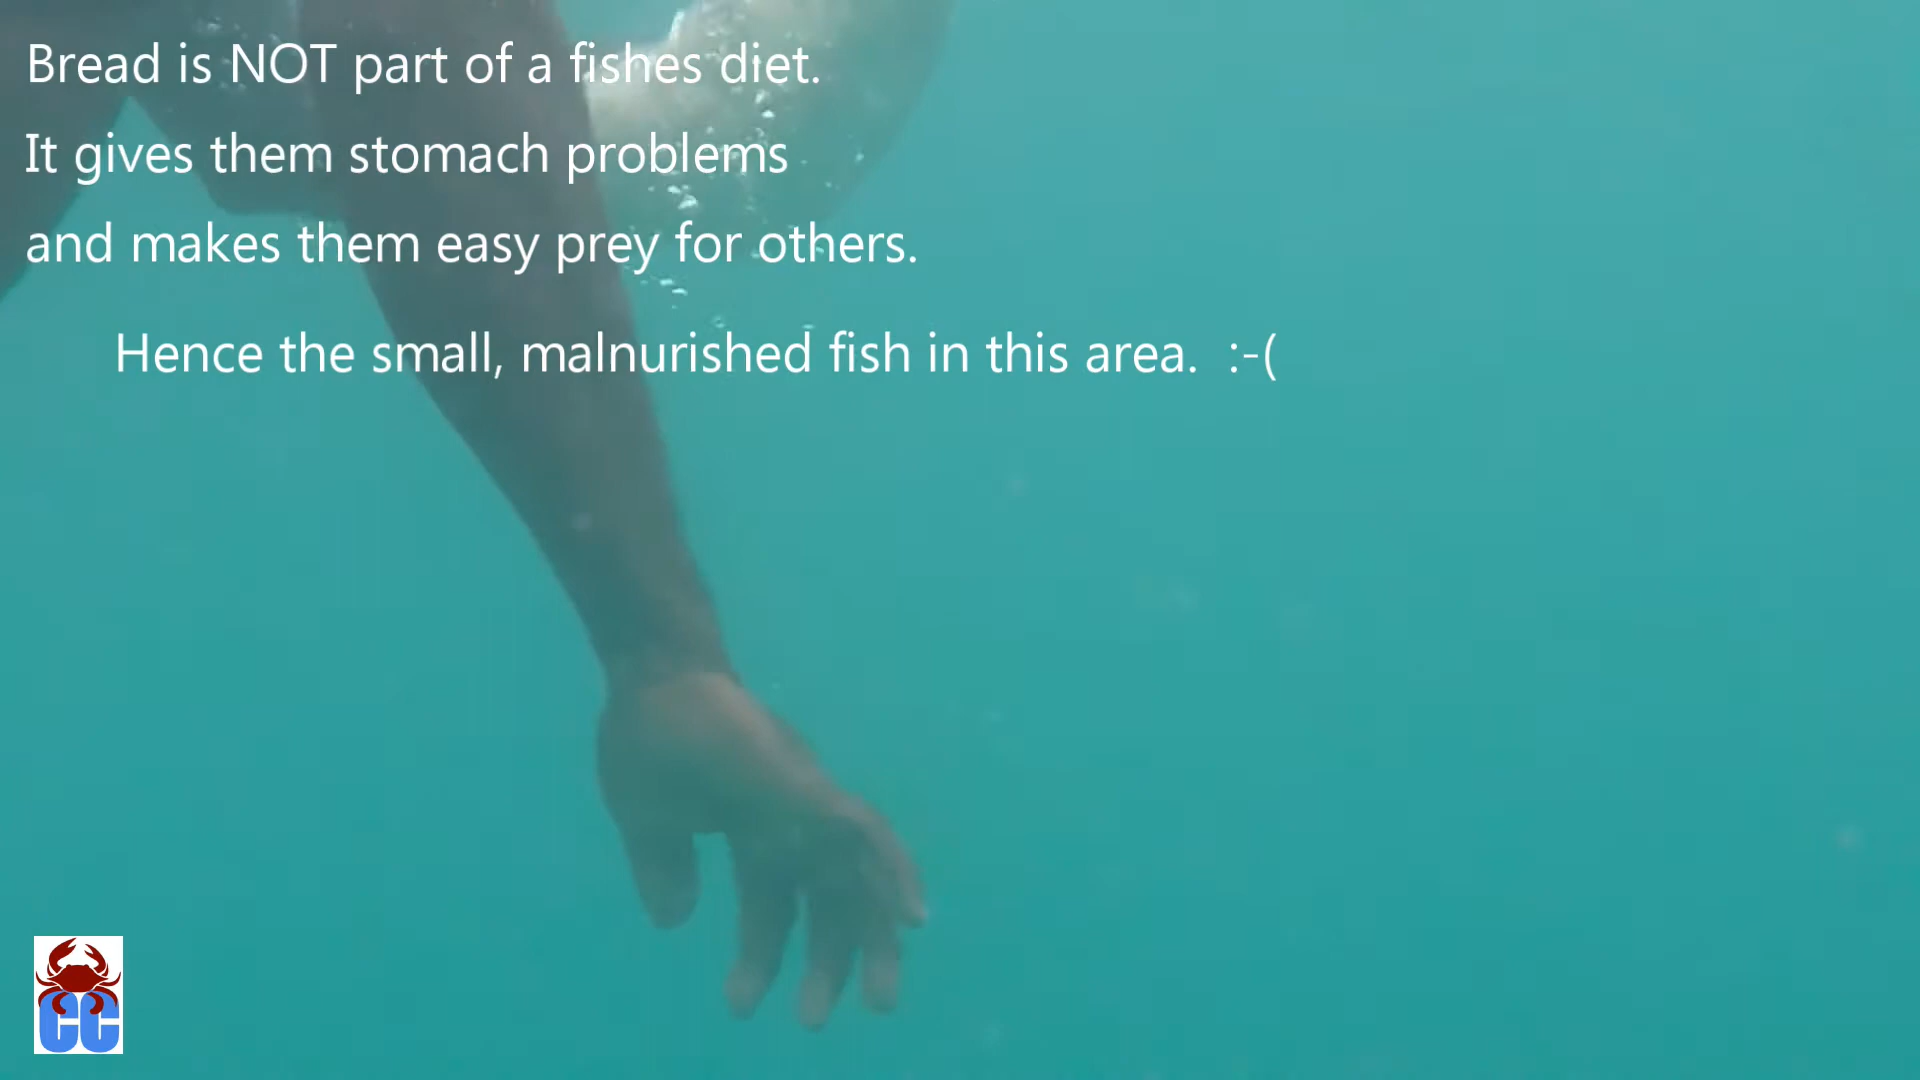 Bread is NOT part of a fishes diet.
It gives them stomach problems
and makes them easy prey for others.
Hence the small, malnurished fish in this area.  :-(
CC